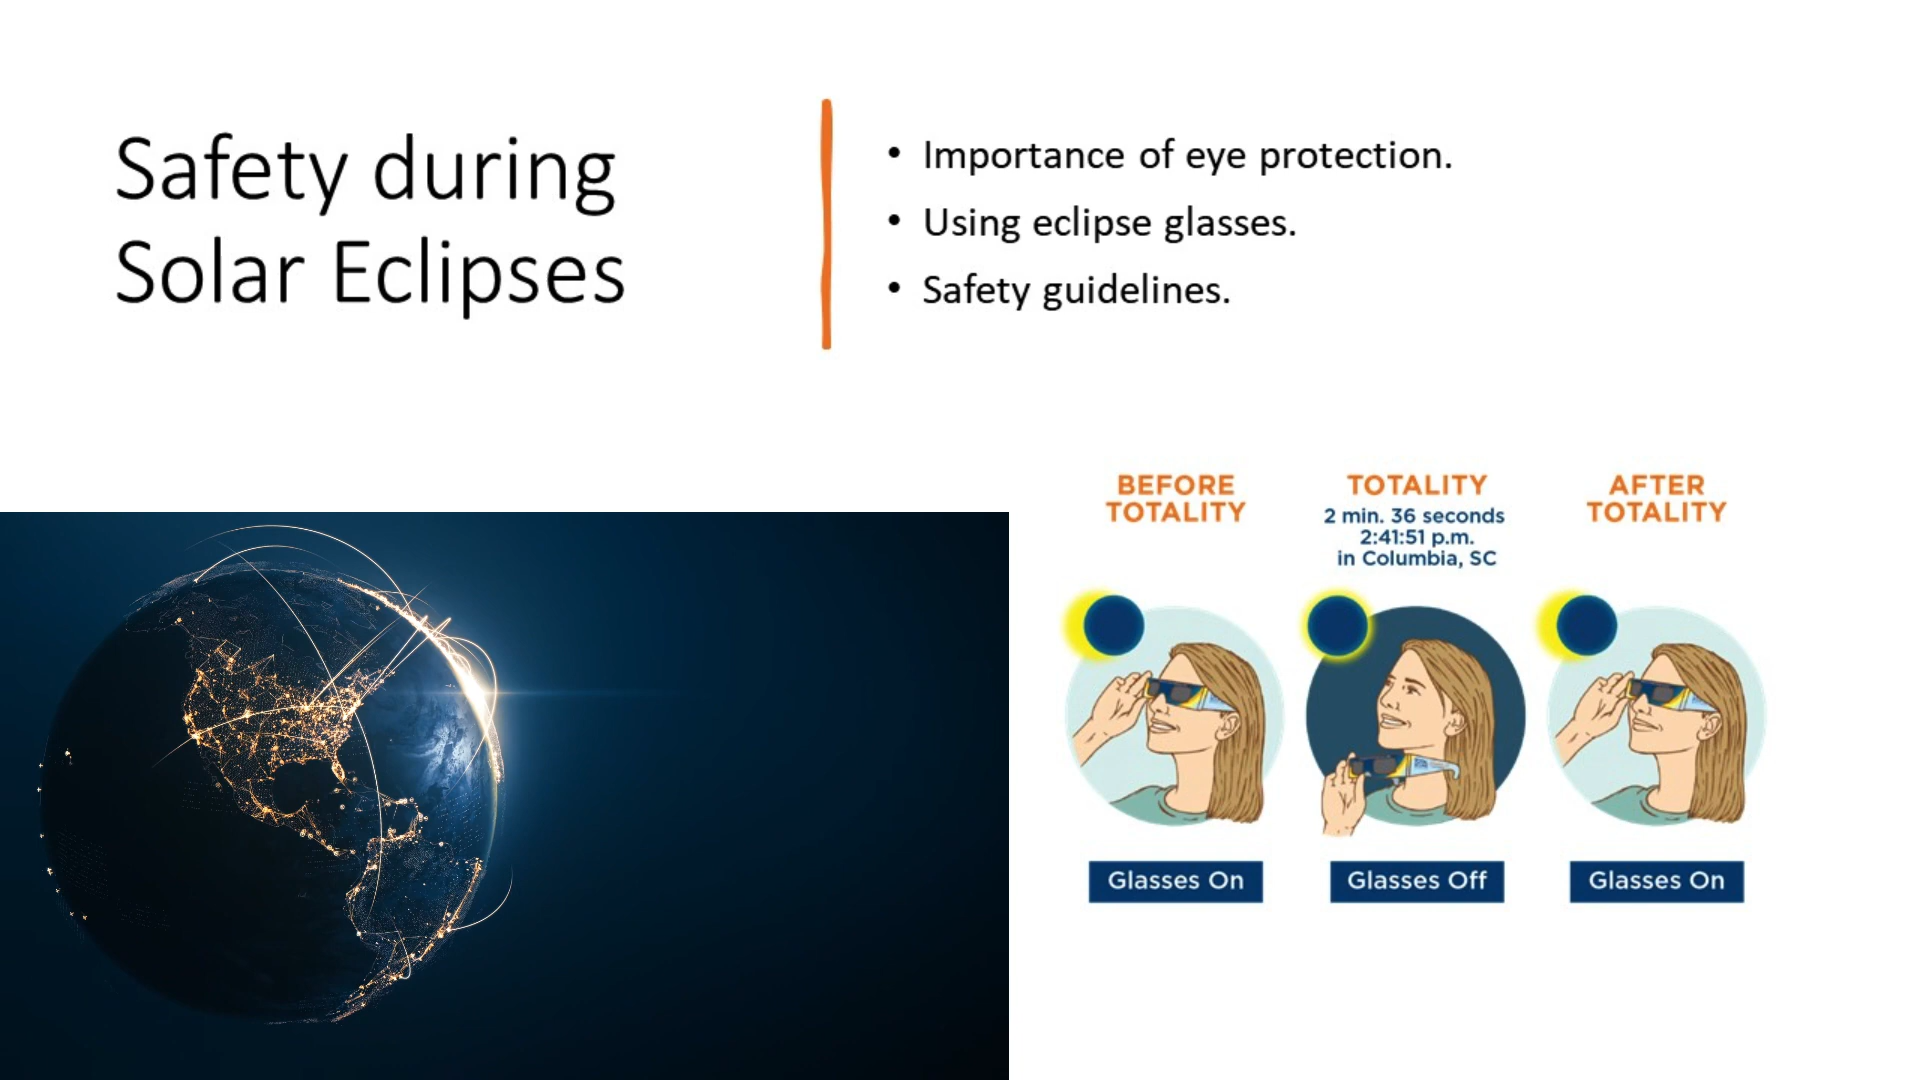 Safety during
Solar Eclipses
• Importance of eye protection.
• Using eclipse glasses.
• Safety guidelines.
BEFORE
TOTALITY
TOTALITY
2 min. 36 seconds
2:41:51 p.m.
in Columbia, SC
AFTER
TOTALITY
Glasses On
Glasses Off
Glasses On